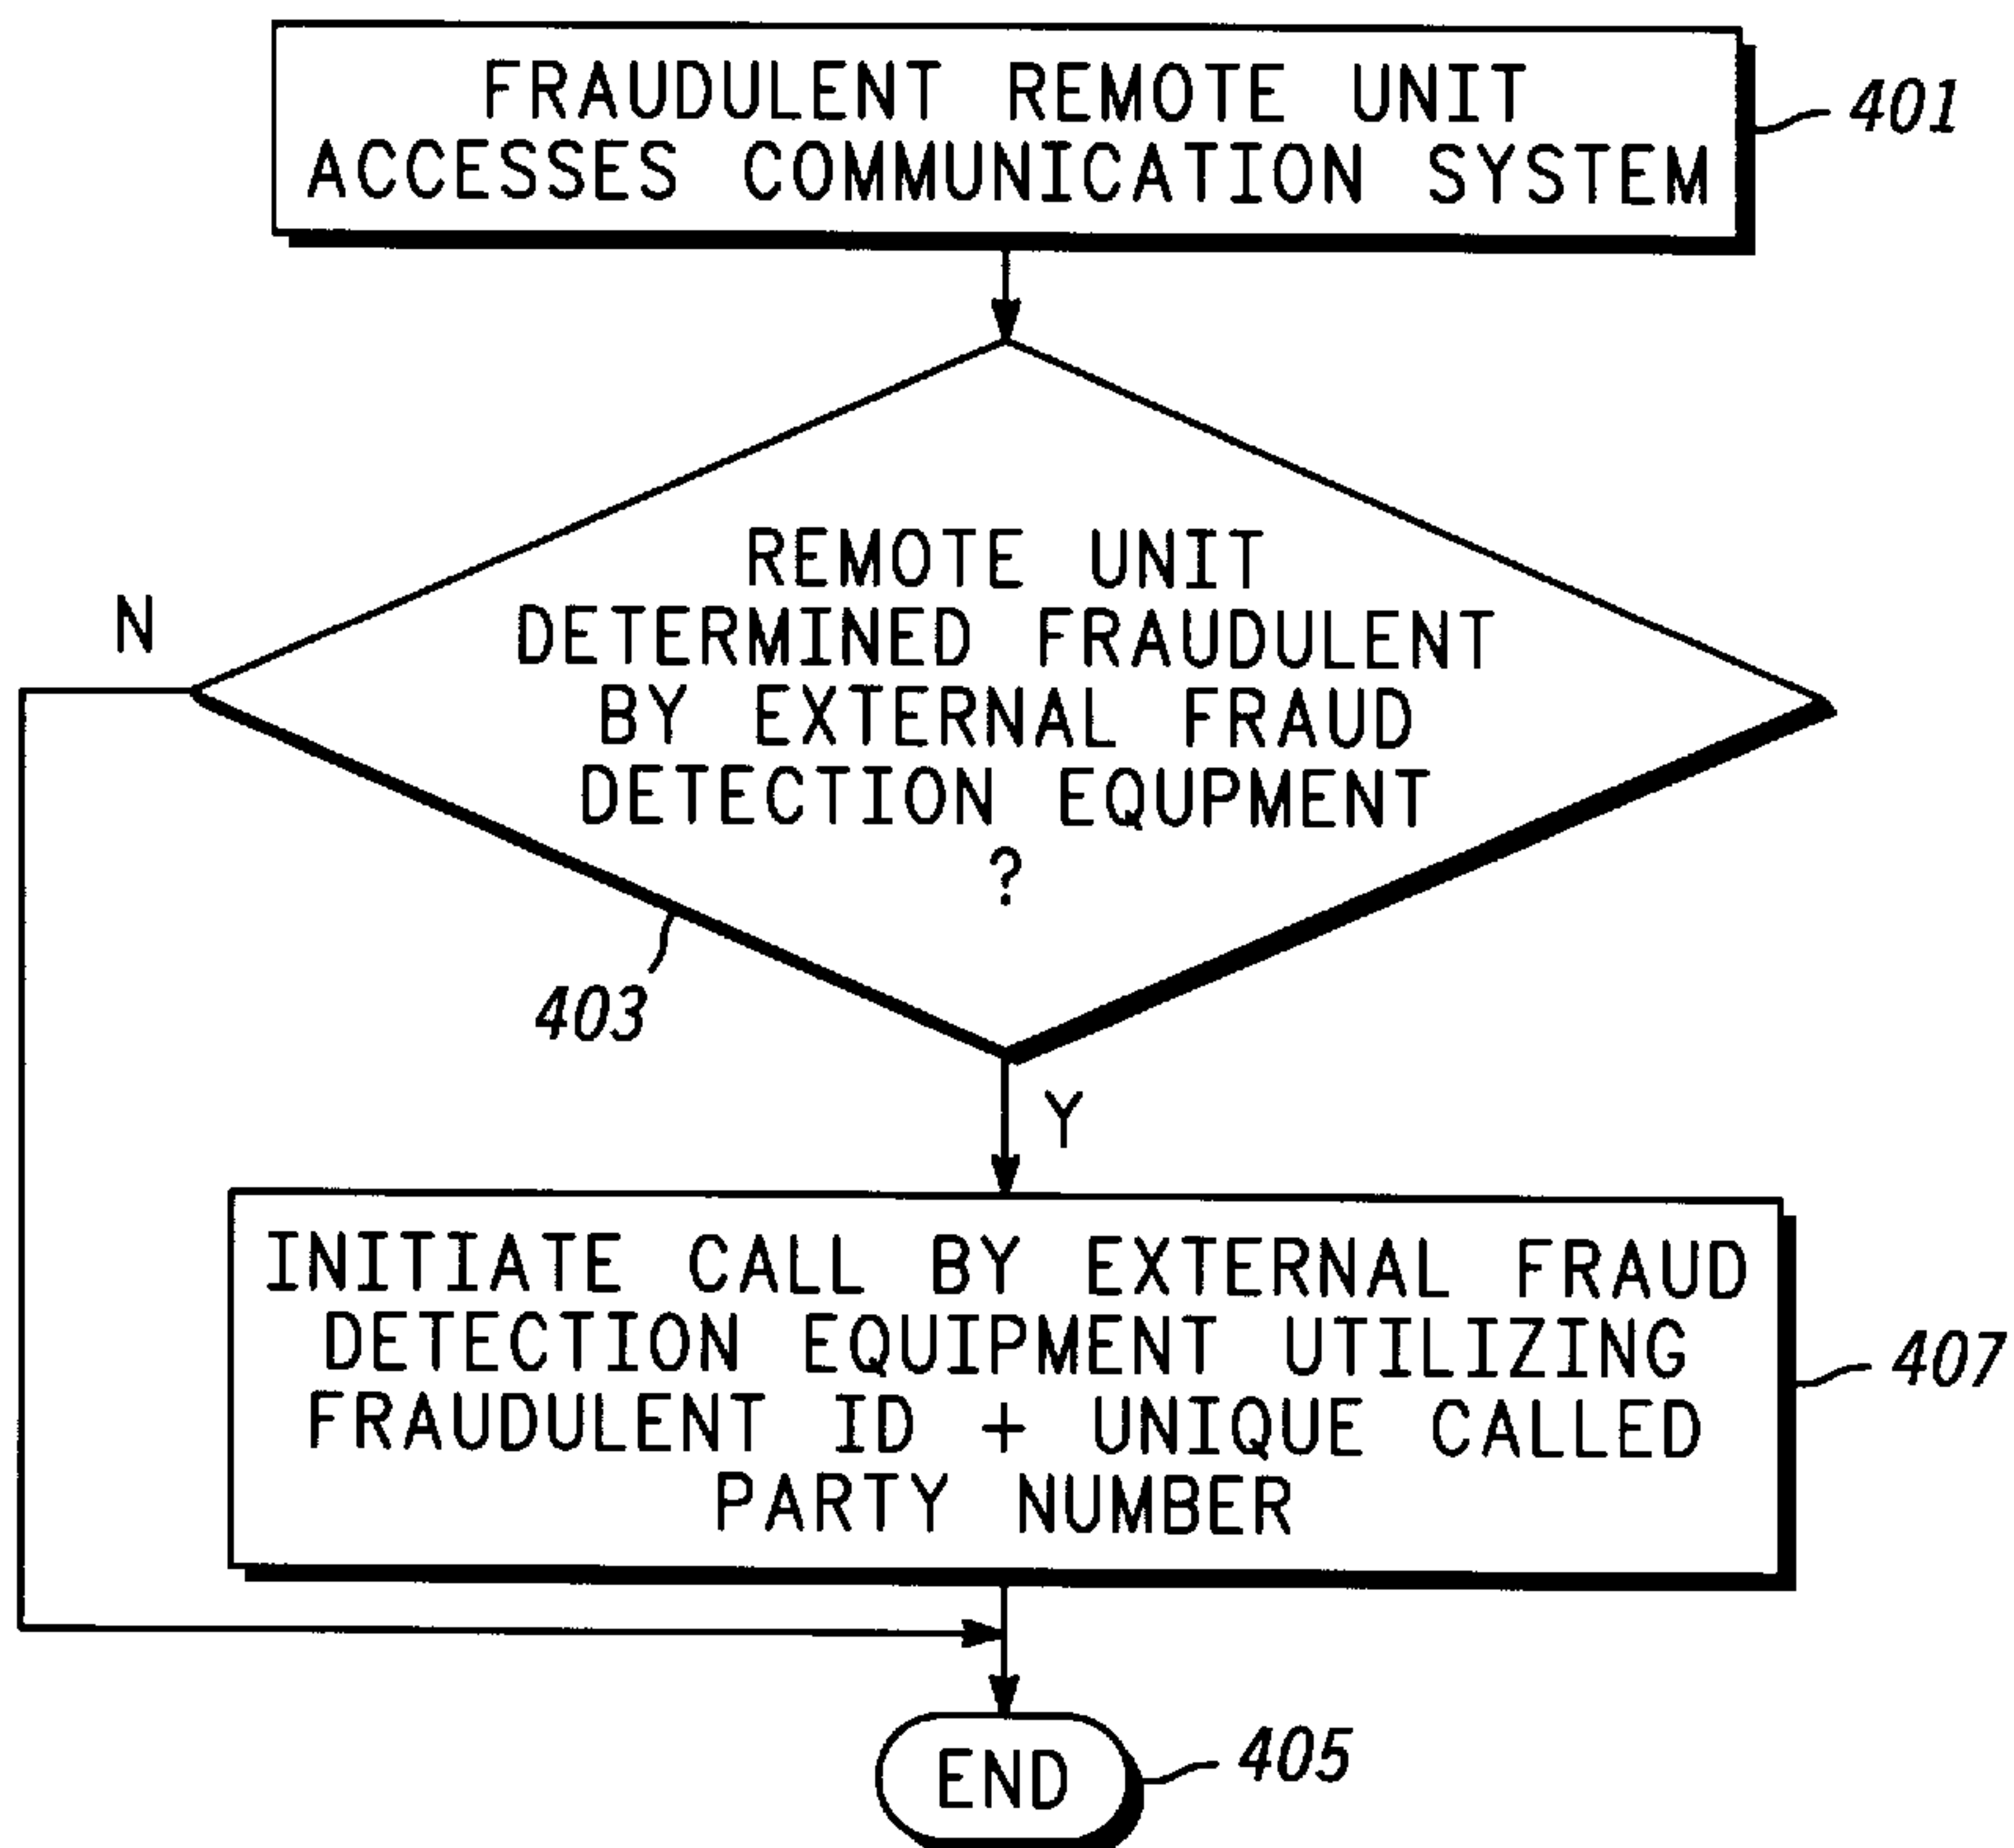 FRAUDULENT REMOTE UNIT
ACCESSES COMMUNICATION SYSTEM
401
REMOTE UNIT
DETERMINED FRAUDULENT
BY EXTERNAL FRAUD
DETECTION EQUPMENT
?
N
403
Y
INITIATE CALL BY EXTERNAL FRAUD
DETECTION EQUIPMENT UTILIZING
FRAUDULENT ID + UNIQUE CALLED
PARTY NUMBER
407
END
405